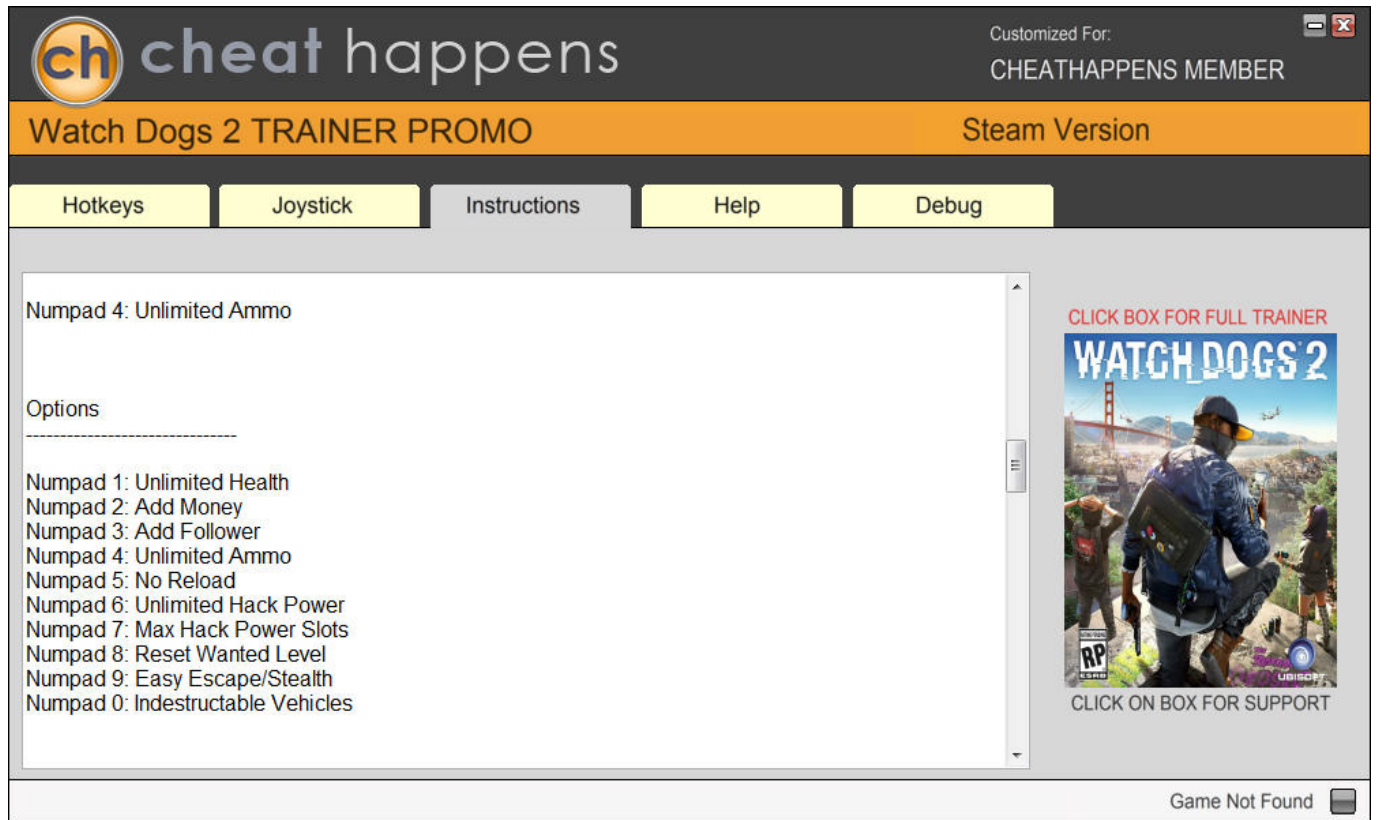 ch cheat happens
Customized For:
CHEATHAPPENS MEMBER
Watch Dogs 2 TRAINER PROMO
Steam Version
Hotkeys
Joystick
Instructions
Help
Debug
Numpad 4: Unlimited Ammo
Options
-------------------------------
Numpad 1: Unlimited Health
Numpad 2: Add Money
Numpad 3: Add Follower
Numpad 4: Unlimited Ammo
Numpad 5: No Reload
Numpad 6: Unlimited Hack Power
Numpad 7: Max Hack Power Slots
Numpad 8: Reset Wanted Level
Numpad 9: Easy Escape/Stealth
Numpad 0: Indestructable Vehicles
CLICK BOX FOR FULL TRAINER
WATCH_DOGS 2
RP
ESRB
UBISOFT
CLICK ON BOX FOR SUPPORT
Game Not Found